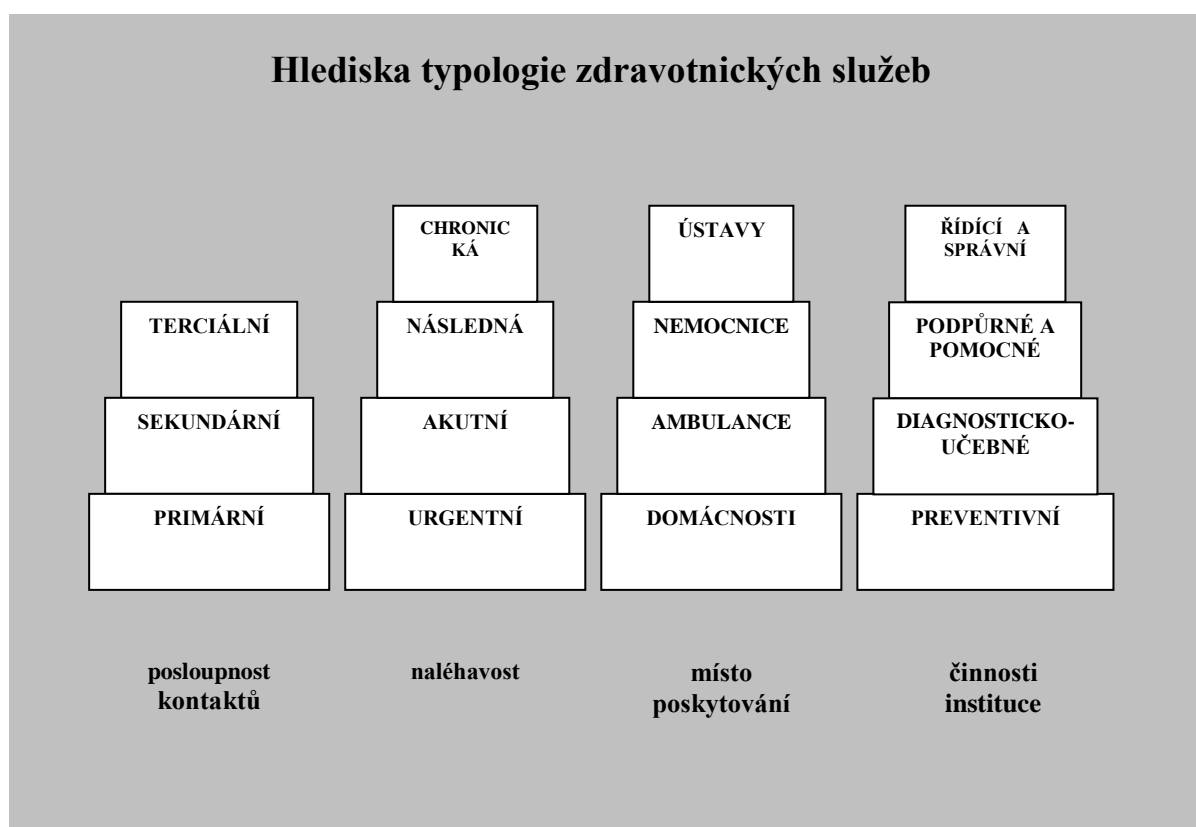 Hlediska typologie zdravotnických služeb
CHRONIC
KÁ
ÚSTAVY
ŘÍDÍCÍ A
SPRÁVNÍ
TERCIÁLNÍ
NÁSLEDNÁ
NEMOCNICE
PODPŮRNÉ A
POMOCNÉ
SEKUNDÁRNÍ
AKUTNÍ
AMBULANCE
DIAGNOSTICKO-
UČEBNÉ
PRIMÁRNÍ
URGENTNÍ
DOMÁCNOSTI
PREVENTIVNÍ
posloupnost
kontaktů
naléhavost
místo
poskytování
činnosti
instituce